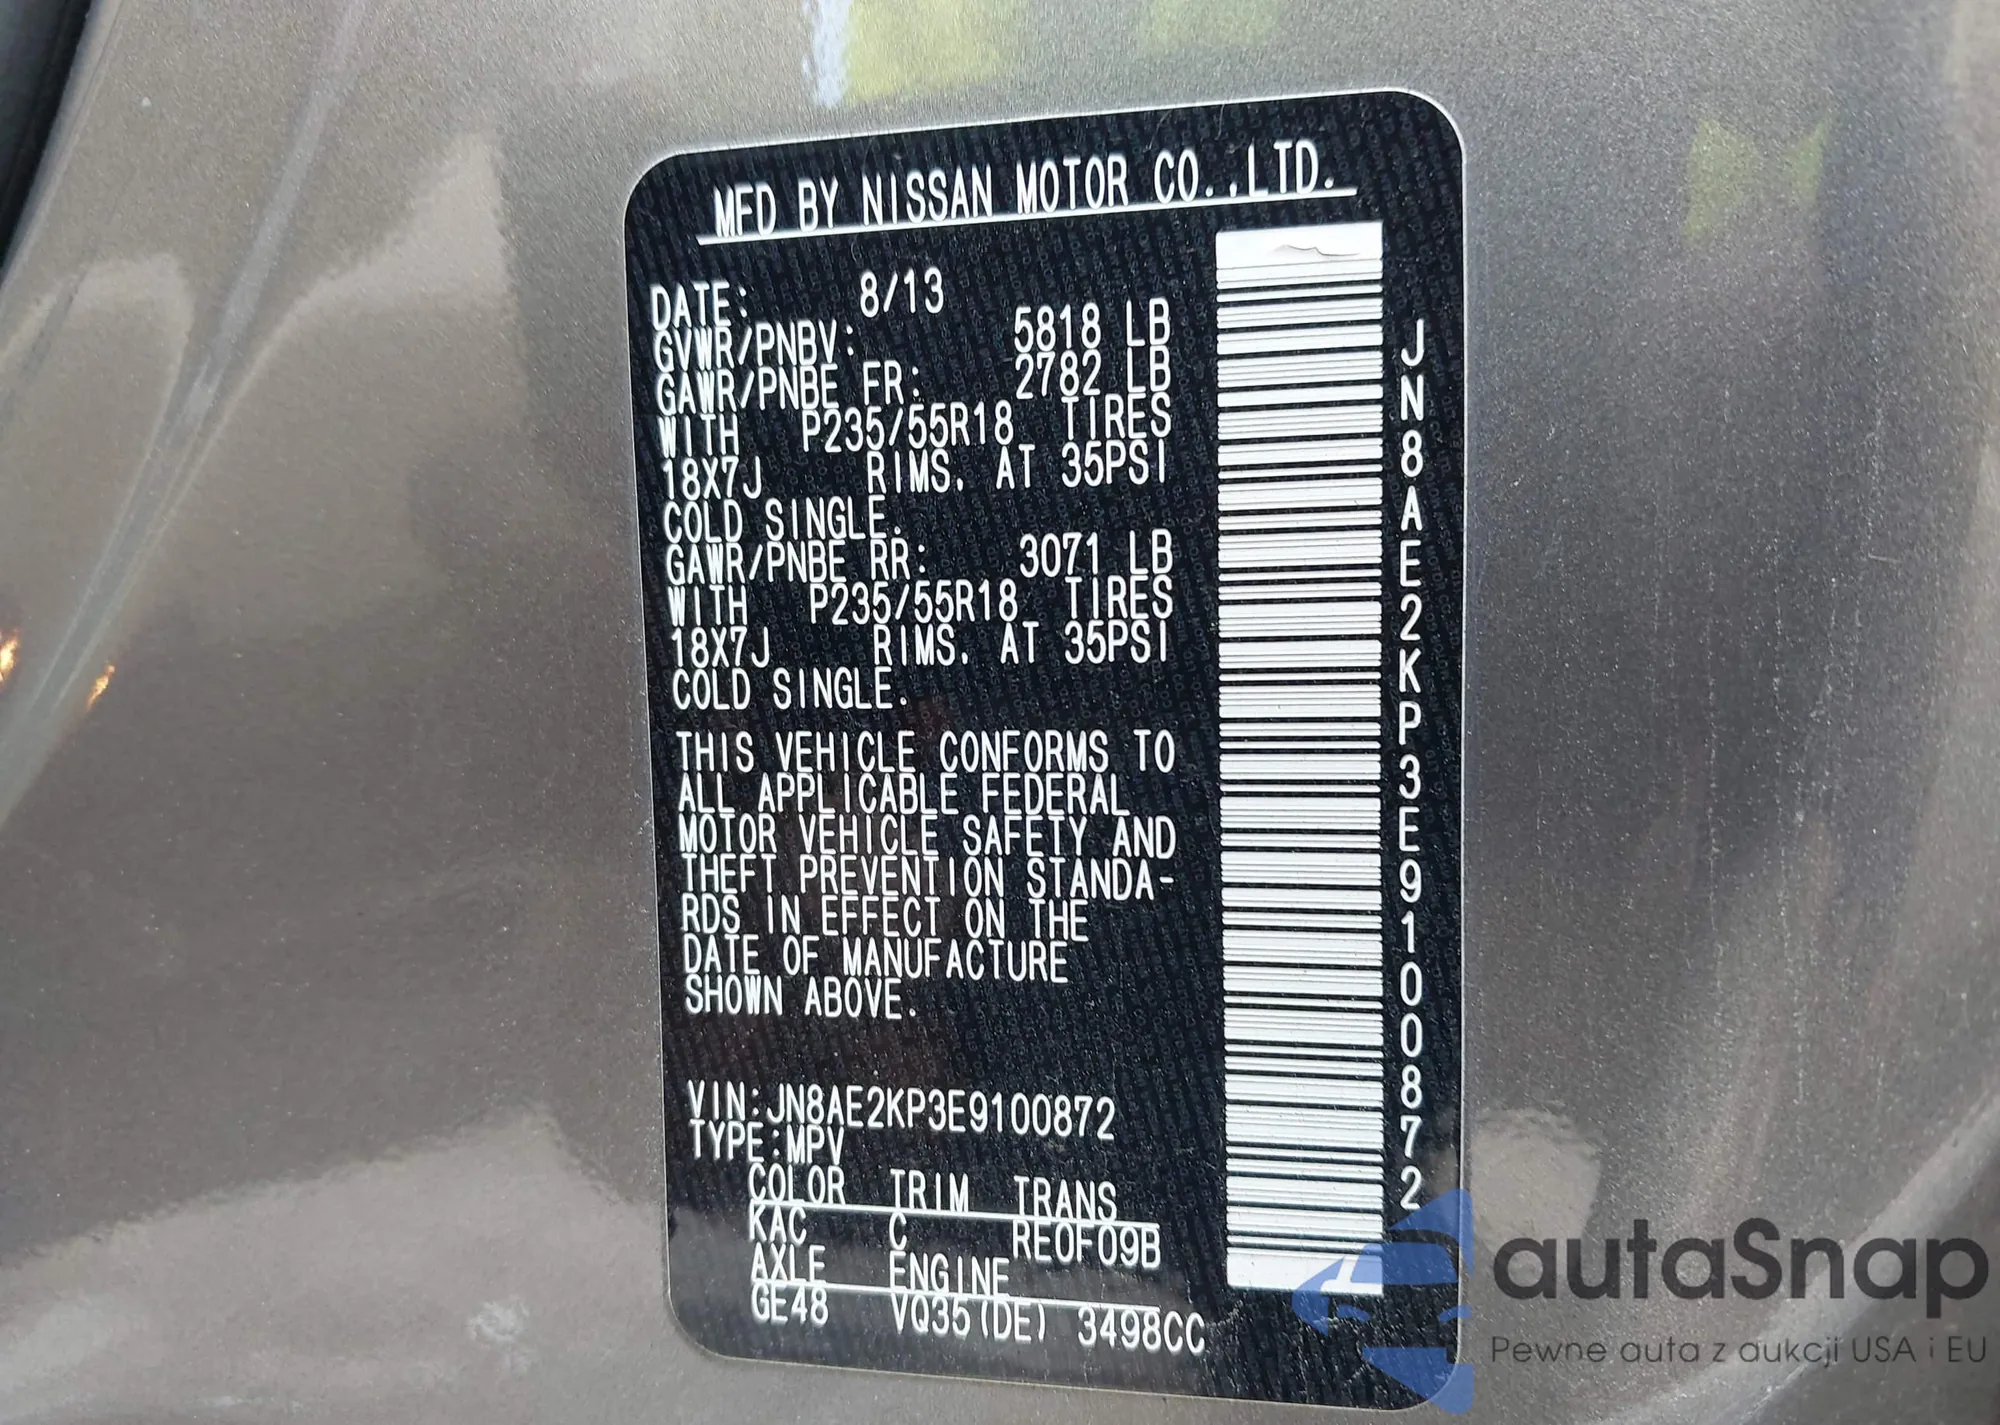 MFD BY NISSAN MOTOR CO.,LTD.
DATE: 8/13
GVWR/PNBV: 5818 LB
GAWR/PNBE FR: 2782 LB
WITH P235/55R18 TIRES
18X7J RIMS. AT 35PSI
COLD SINGLE.
GAWR/PNBE RR: 3071 LB
WITH P235/55R18 TIRES
18X7J RIMS. AT 35PSI
COLD SINGLE.
THIS VEHICLE CONFORMS TO
ALL APPLICABLE FEDERAL
MOTOR VEHICLE SAFETY AND
THEFT PREVENTION STANDA-
RDS IN EFFECT ON THE
DATE OF MANUFACTURE
SHOWN ABOVE.
VIN:JN8AE2KP3E9100872
TYPE:MPV
COLOR TRIM TRANS
KAC C RE0F09B
AXLE ENGINE
GE48 VQ35(DE) 3498CC
JN8AE2KP3E9100872
autaSnap
Pewne auta z aukcji USA i EU